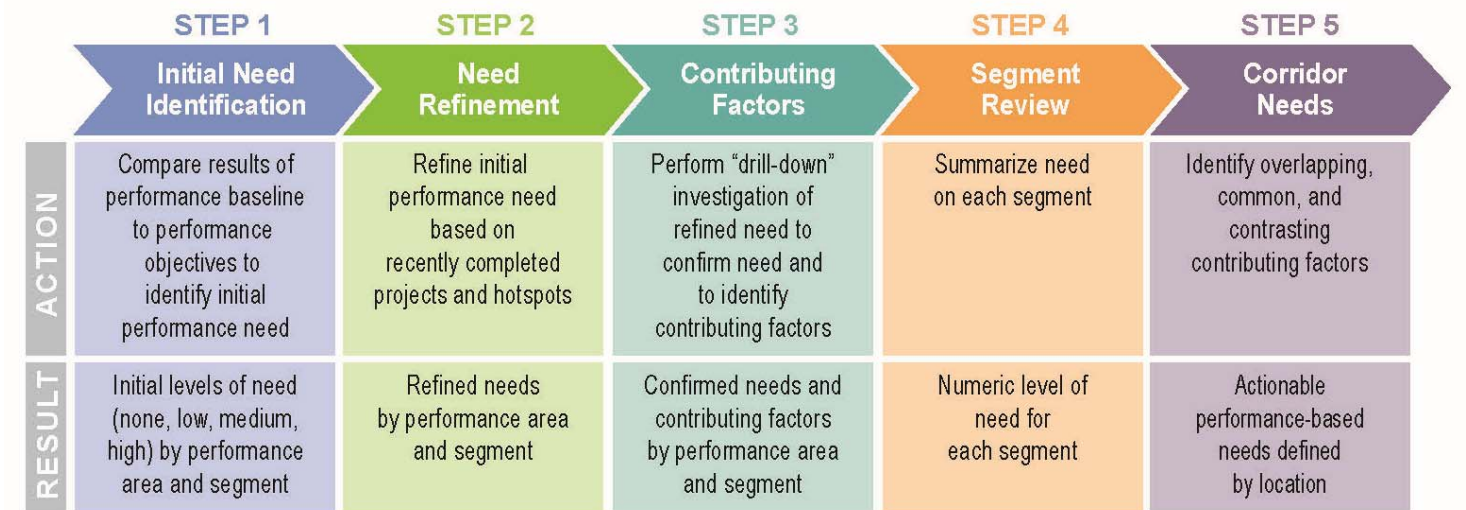 STEP 1
STEP 2
STEP 3
STEP 4
STEP 5
Initial Need
Identification
Need
Refinement
Contributing
Factors
Segment
Review
Corridor
Needs
ACTION
Compare results of
performance baseline
to performance
objectives to
identify initial
performance need
Refine initial
performance need
based on
recently completed
projects and hotspots
Perform “drill-down”
investigation of
refined need to
confirm need and
to identify
contributing factors
Summarize need
on each segment
Identify overlapping,
common, and
contrasting
contributing factors
RESULT
Initial levels of need
(none, low, medium,
high) by performance
area and segment
Refined needs
by performance area
and segment
Confirmed needs and
contributing factors
by performance area
and segment
Numeric level of
need for
each segment
Actionable
performance-based
needs defined
by location